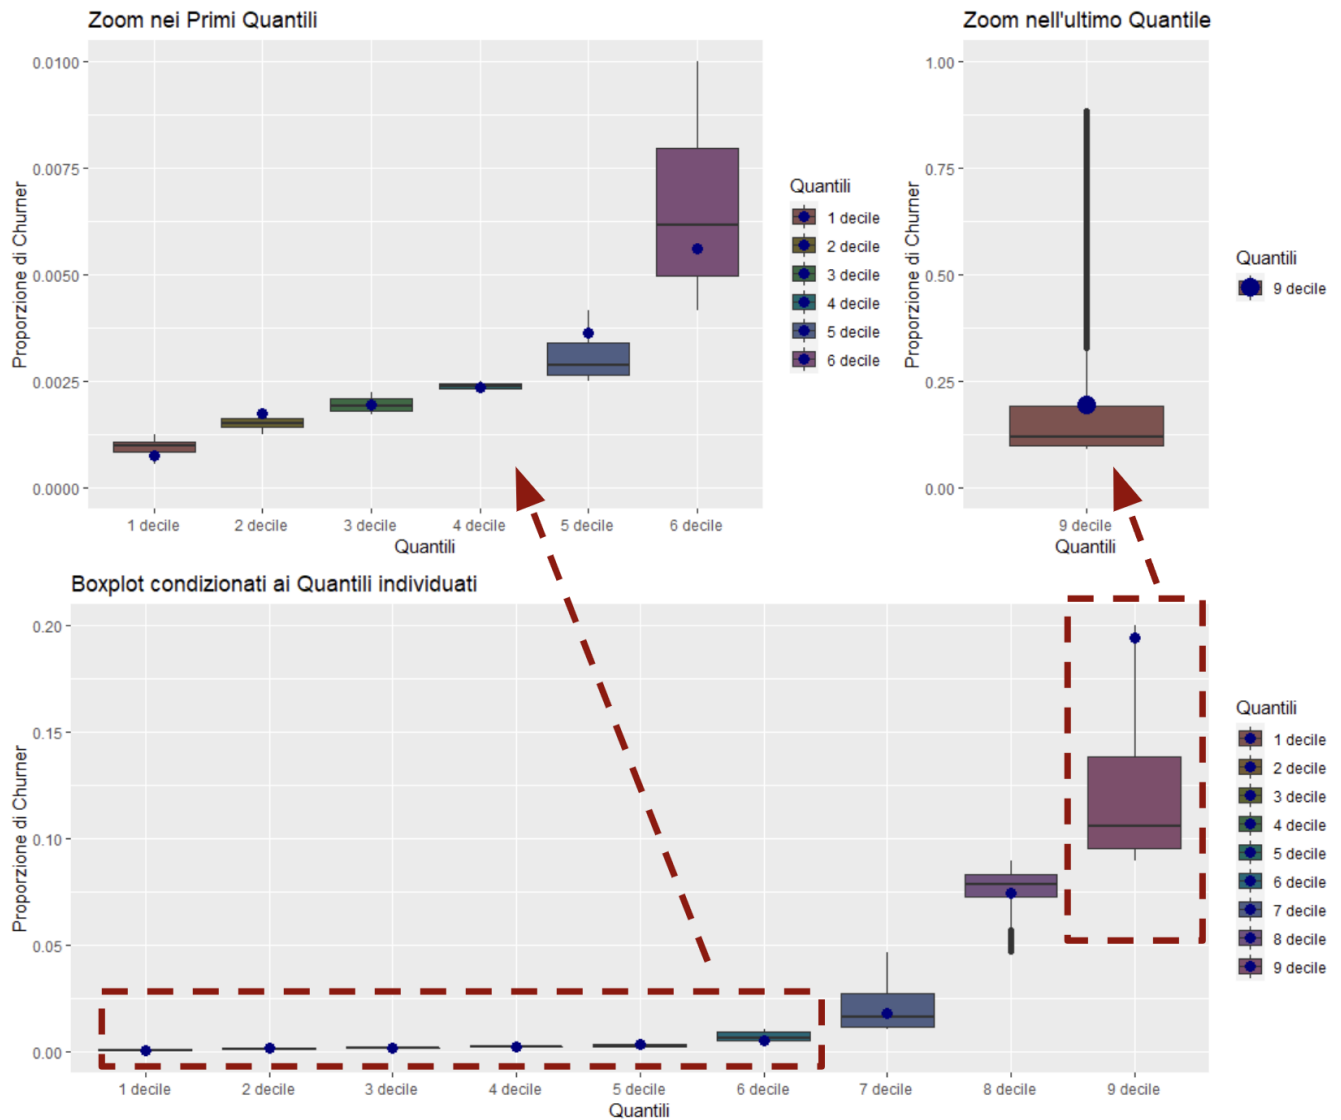 Zoom nei Primi Quantili
Proporzione di Churner
0.0100
0.0075
0.0050
0.0025
0.0000
1 decile
2 decile
3 decile
4 decile
5 decile
6 decile
Quantili
Quantili
1 decile
2 decile
3 decile
4 decile
5 decile
6 decile
Zoom nell'ultimo Quantile
Proporzione di Churner
1.00
0.75
0.50
0.25
0.00
9 decile
Quantili
Quantili
9 decile
Boxplot condizionati ai Quantili individuati
Proporzione di Churner
0.20
0.15
0.10
0.05
0.00
1 decile
2 decile
3 decile
4 decile
5 decile
6 decile
7 decile
8 decile
9 decile
Quantili
Quantili
1 decile
2 decile
3 decile
4 decile
5 decile
6 decile
7 decile
8 decile
9 decile